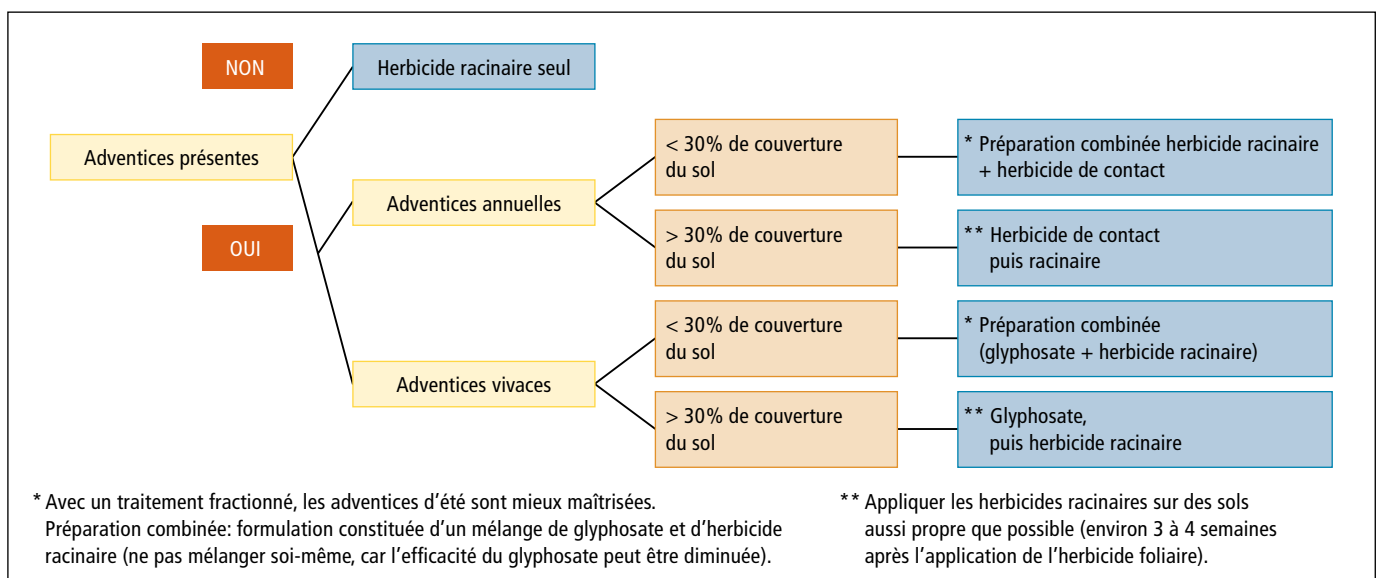 NON
Herbicide racinaire seul
Adventices présentes
OUI
Adventices annuelles
< 30% de couverture
du sol
* Préparation combinée herbicide racinaire
+ herbicide de contact
> 30% de couverture
du sol
** Herbicide de contact
puis racinaire
Adventices vivaces
< 30% de couverture
du sol
* Préparation combinée
(glyphosate + herbicide racinaire)
> 30% de couverture
du sol
** Glyphosate,
puis herbicide racinaire
* Avec un traitement fractionné, les adventices d'été sont mieux maîtrisées.
Préparation combinée: formulation constituée d'un mélange de glyphosate et d'herbicide
racinaire (ne pas mélanger soi-même, car l'efficacité du glyphosate peut être diminuée).
** Appliquer les herbicides racinaires sur des sols
aussi propre que possible (environ 3 à 4 semaines
après l'application de l'herbicide foliaire).